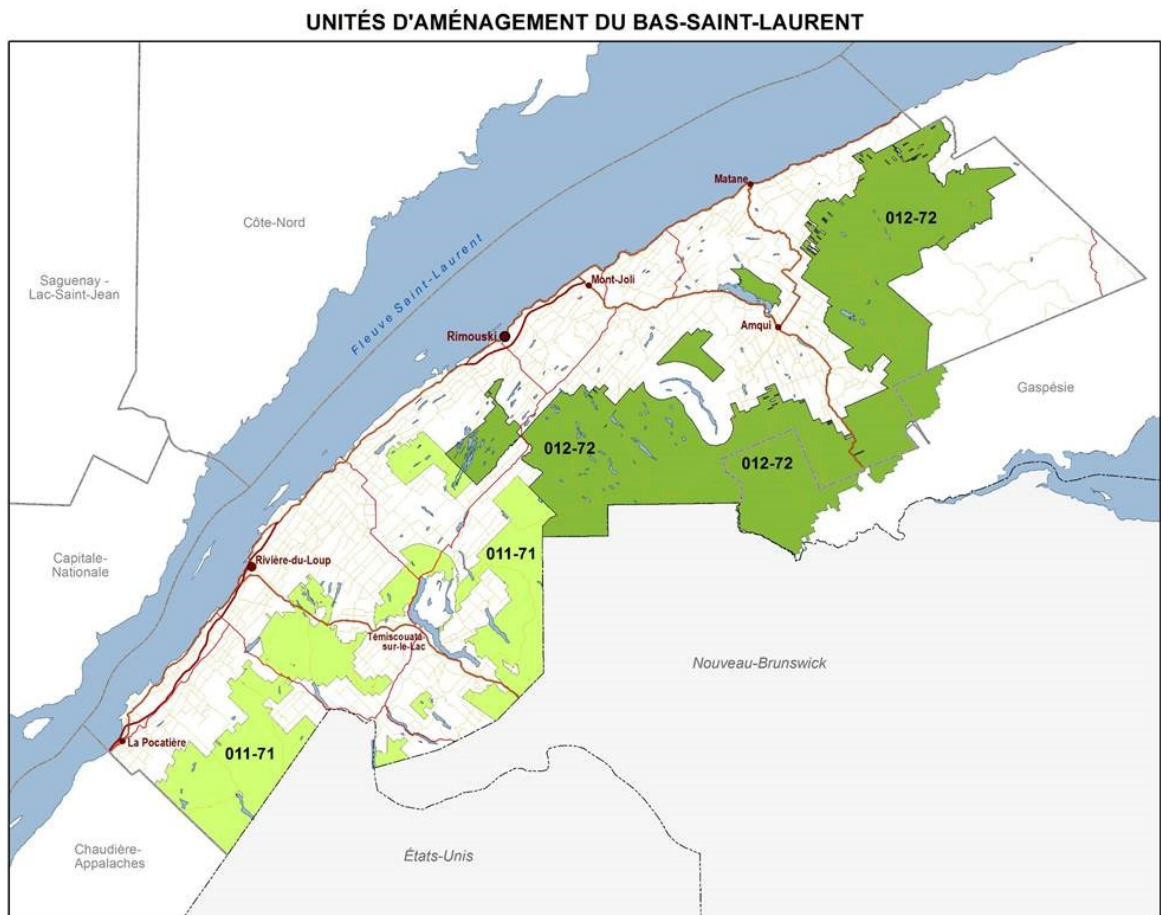 UNITÉS D'AMÉNAGEMENT DU BAS-SAINT-LAURENT
Matane
012-72
Côte-Nord
Saguenay -
Lac-Saint-Jean
Fleuve Saint-Laurent
Mont-Joli
Rimouski
Amqui
Gaspésie
012-72
012-72
011-71
Capitale-
Nationale
Rivière-du-Loup
Témiscouata-
sur-le-Lac
Nouveau-Brunswick
La Pocatière
011-71
Chaudière-
Appalaches
États-Unis